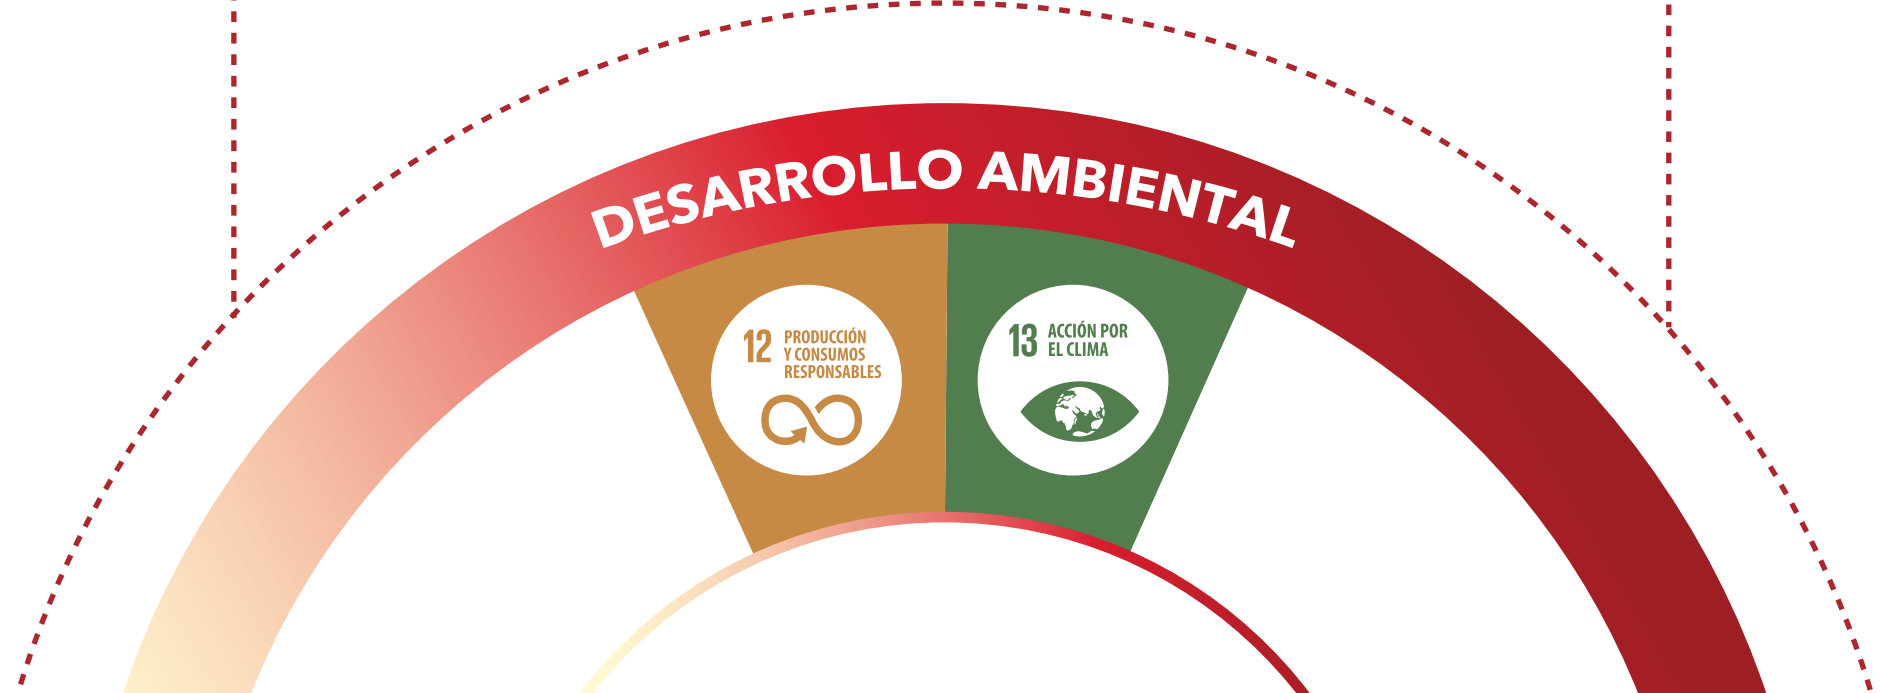 DESARROLLO AMBIENTAL
12
PRODUCCIÓN
Y CONSUMOS
RESPONSABLES
13
ACCIÓN POR
EL CLIMA